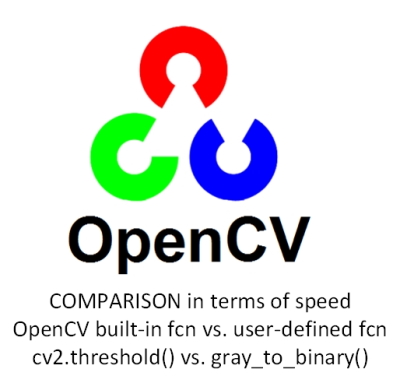 OpenCV
COMPARISON in terms of speed
OpenCV built-in fcn vs. user-defined fcn
cv2.threshold() vs. gray_to_binary()